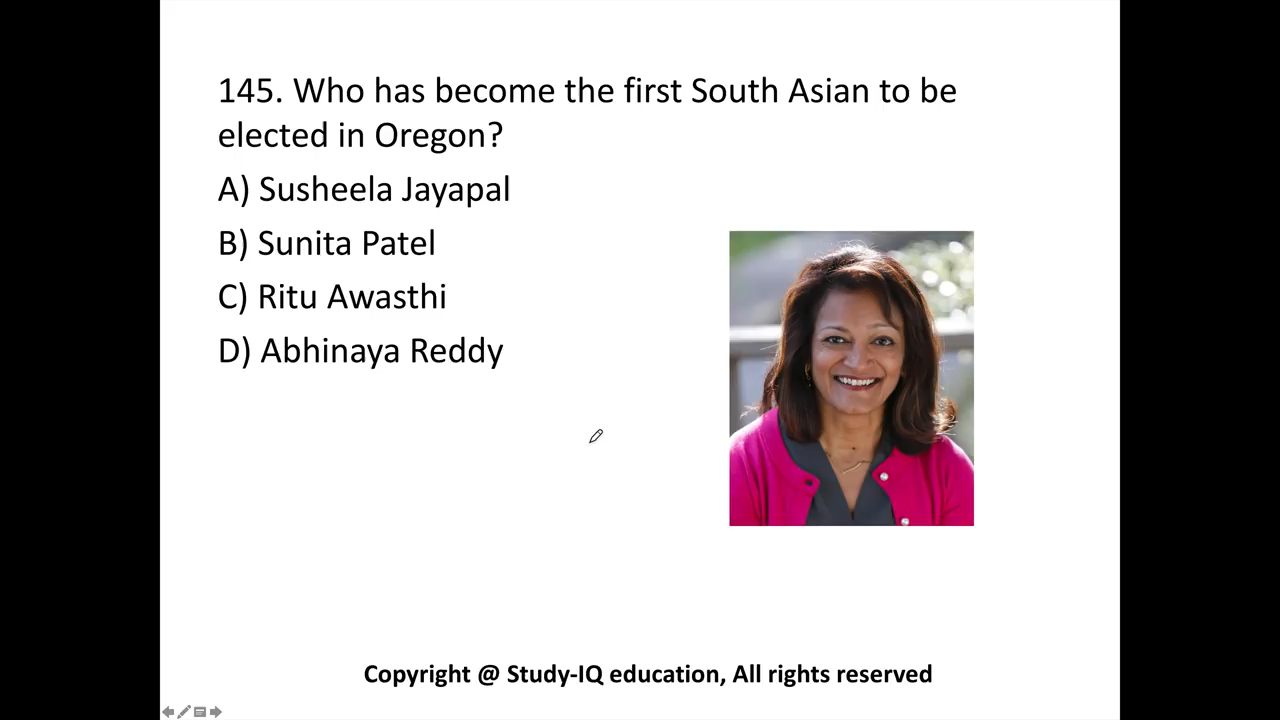 145. Who has become the first South Asian to be
elected in Oregon?
A) Susheela Jayapal
B) Sunita Patel
C) Ritu Awasthi
D) Abhinaya Reddy
Copyright @ Study-IQ education, All rights reserved